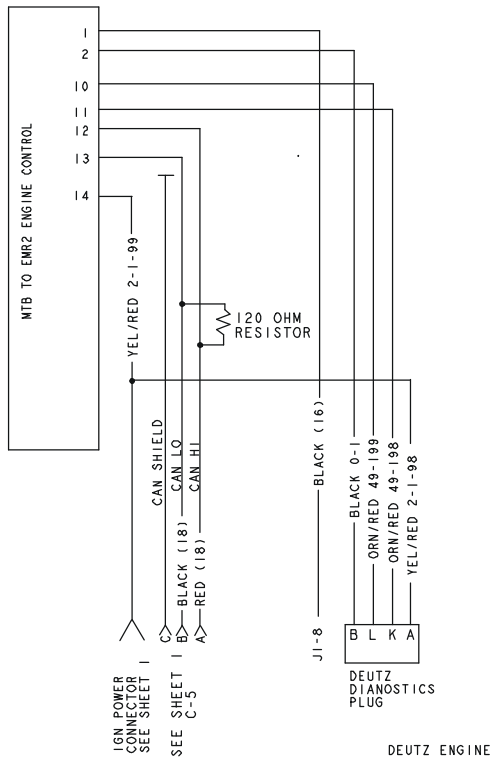 1
2
10
11
12
13
14
MTB TO EMR2 ENGINE CONTROL
YEL/RED 2-1-99
120 OHM
RESISTOR
CAN SHIELD
CAN LO
CAN HI
BLACK (18)
RED (18)
BLACK (16)
BLACK 0-1
ORN/RED 49-199
ORN/RED 49-198
YEL/RED 2-1-98
C
B
A
J1-8
B L K A
IGN POWER
CONNECTOR
SEE SHEET 1
SEE SHEET 1
C-5
DEUTZ
DIANOSTICS
PLUG
DEUTZ ENGINE